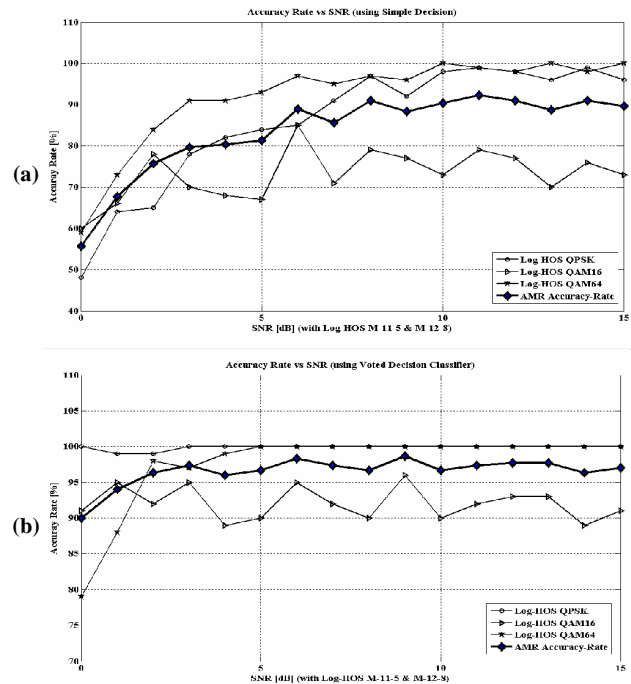 Accuracy Rate vs SNR (using Simple Decision)
110
100
90
80
70
60
50
40
Accuray Rate [%]
(a)
Log HOS QPSK
Log-HOS QAM16
Log-HOS QAM64
AMR Accuracy-Rate
0 5 10 15
SNR [dB] (with Log HOS M-11-5 & M-12-8)
Accuracy Rate vs SNR (using Voted Decision Classifier)
110
105
100
95
90
85
80
75
70
Accuray Rate [%]
(b)
Log-HOS QPSK
Log-HOS QAM16
Log-HOS QAM64
AMR Accuracy-Rate
0 5 10 15
SNR [dB] (with Log-HOS M-11-5 & M-12-8)